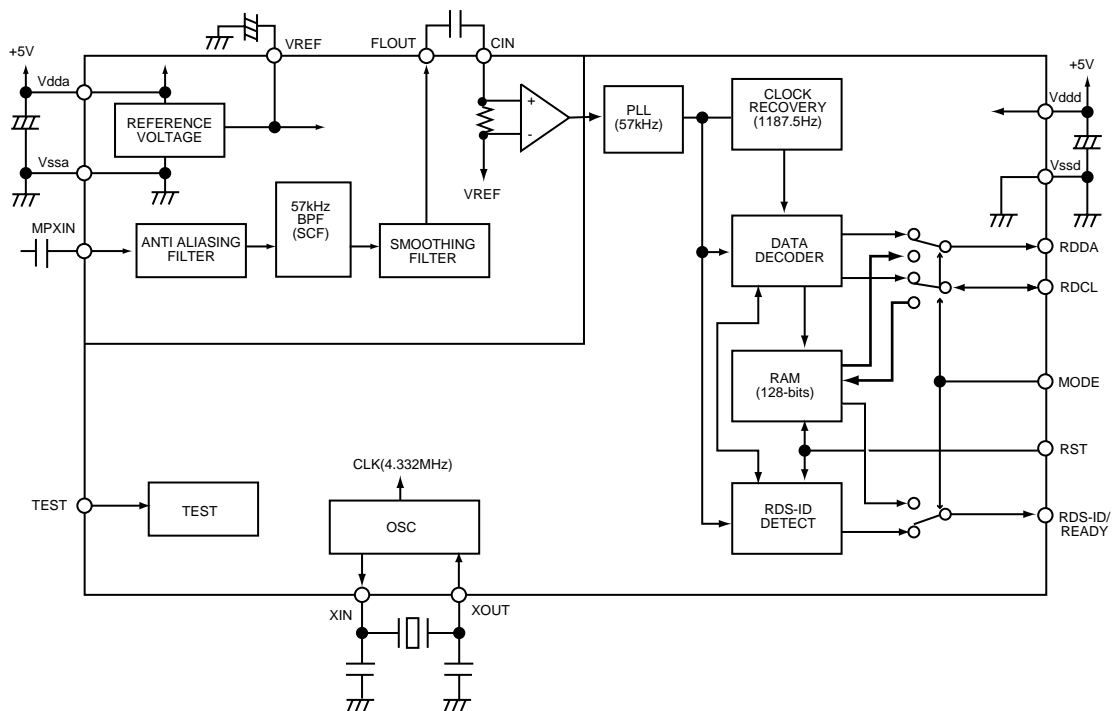 VREF
FLOUT
CIN
+5V
Vdda
REFERENCE
VOLTAGE
Vssa
+
-
VREF
PLL
(57kHz)
CLOCK
RECOVERY
(1187.5Hz)
+5V
Vddd
Vssd
MPXIN
ANTI ALIASING
FILTER
57kHz
BPF
(SCF)
SMOOTHING
FILTER
DATA
DECODER
RDDA
RDCL
RAM
(128-bits)
MODE
RST
CLK(4.332MHz)
TEST
TEST
OSC
RDS-ID
DETECT
RDS-ID/
READY
XIN
XOUT